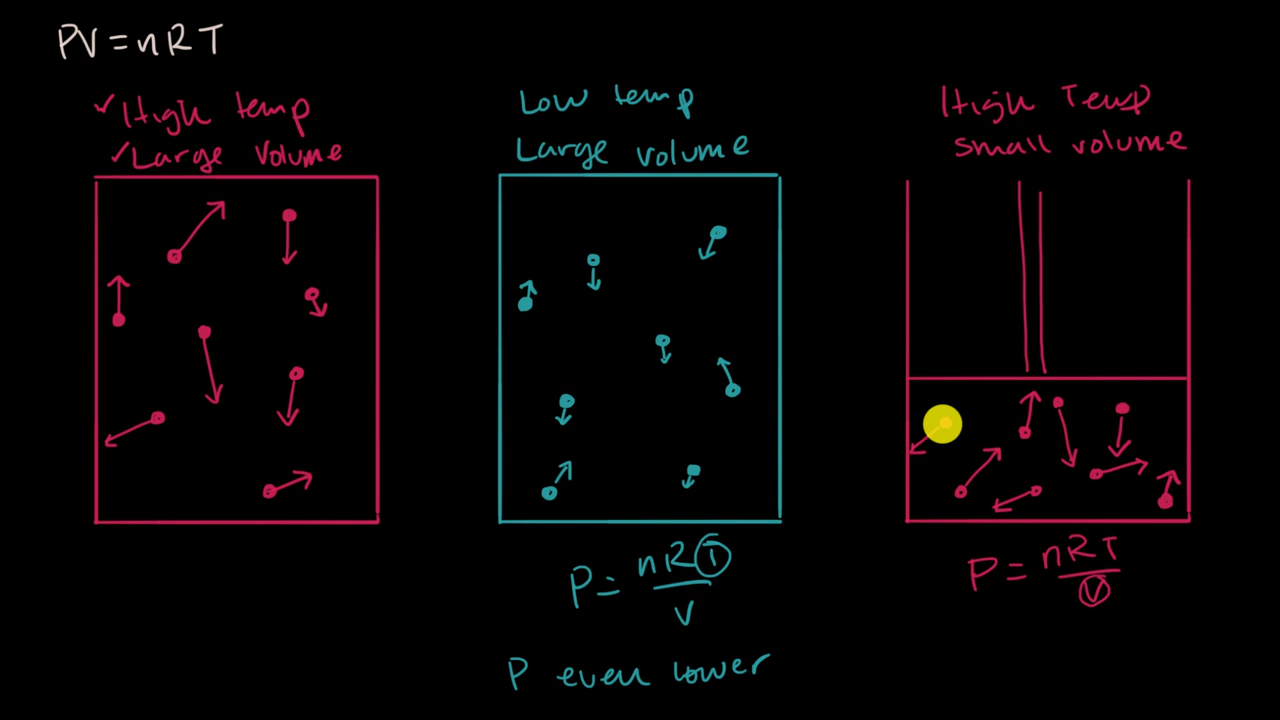 PV = nRT
✓High temp
✓Large Volume
Low temp
Large volume
High Temp
small volume
P = nRT/V
P even lower
P = nRT/V